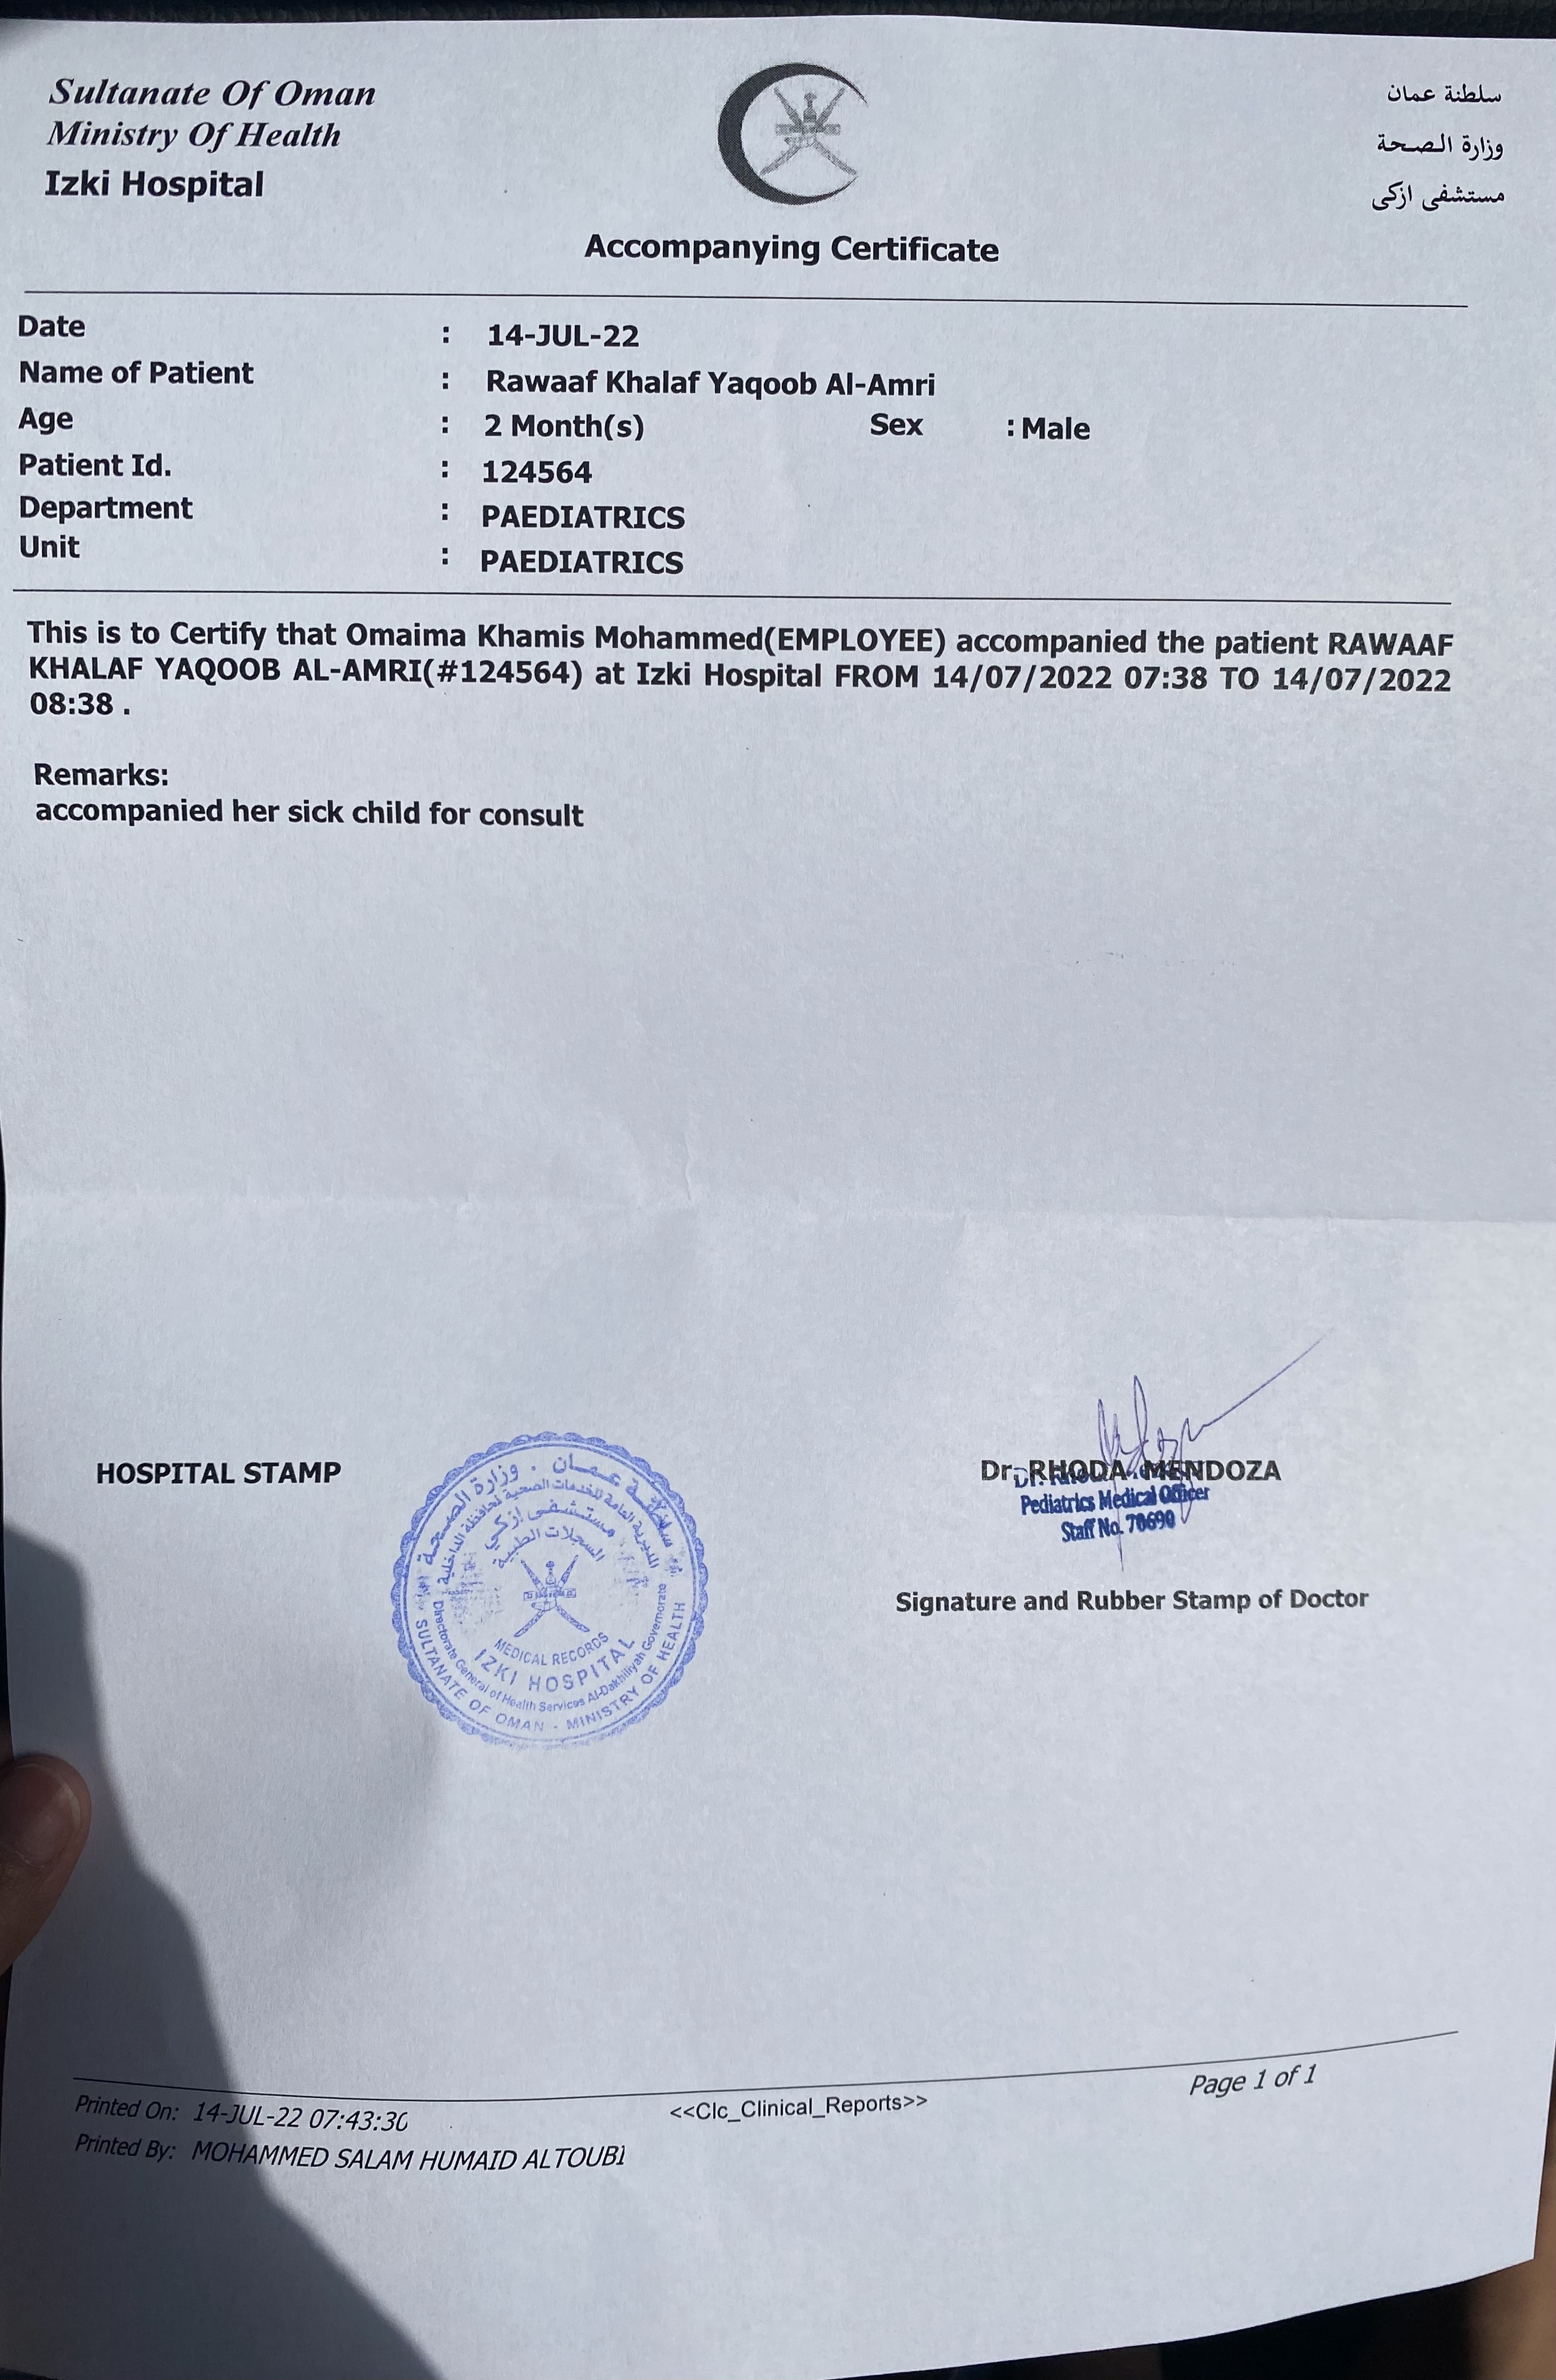 Sultanate Of Oman
Ministry Of Health
Izki Hospital
سلطنة عمان
وزارة الصحة
مستشفى ازكى
Accompanying Certificate
Date : 14-JUL-22
Name of Patient : Rawaaf Khalaf Yaqoob Al-Amri
Age : 2 Month(s) Sex : Male
Patient Id. : 124564
Department : PAEDIATRICS
Unit : PAEDIATRICS
This is to Certify that Omaima Khamis Mohammed(EMPLOYEE) accompanied the patient RAWAAF
KHALAF YAQOOB AL-AMRI(#124564) at Izki Hospital FROM 14/07/2022 07:38 TO 14/07/2022
08:38 .
Remarks:
accompanied her sick child for consult
HOSPITAL STAMP
سلطنة عمان . وزارة الصحة
المديرية العامة للخدمات الصحية لمحافظة الداخلية
مستشفى إزكي
السجلات الطبية
MEDICAL RECORDS
IZKI HOSPITAL
Directorate General of Health Services Al-Dakhiliyah Governorate
SULTANATE OF OMAN - MINISTRY OF HEALTH
Dr. RHODA MENDOZA
Pediatrics Medical Officer
Staff No. 70690
Signature and Rubber Stamp of Doctor
Printed On: 14-JUL-22 07:43:30
<<Clc_Clinical_Reports>>
Page 1 of 1
Printed By: MOHAMMED SALAM HUMAID ALTOUBI